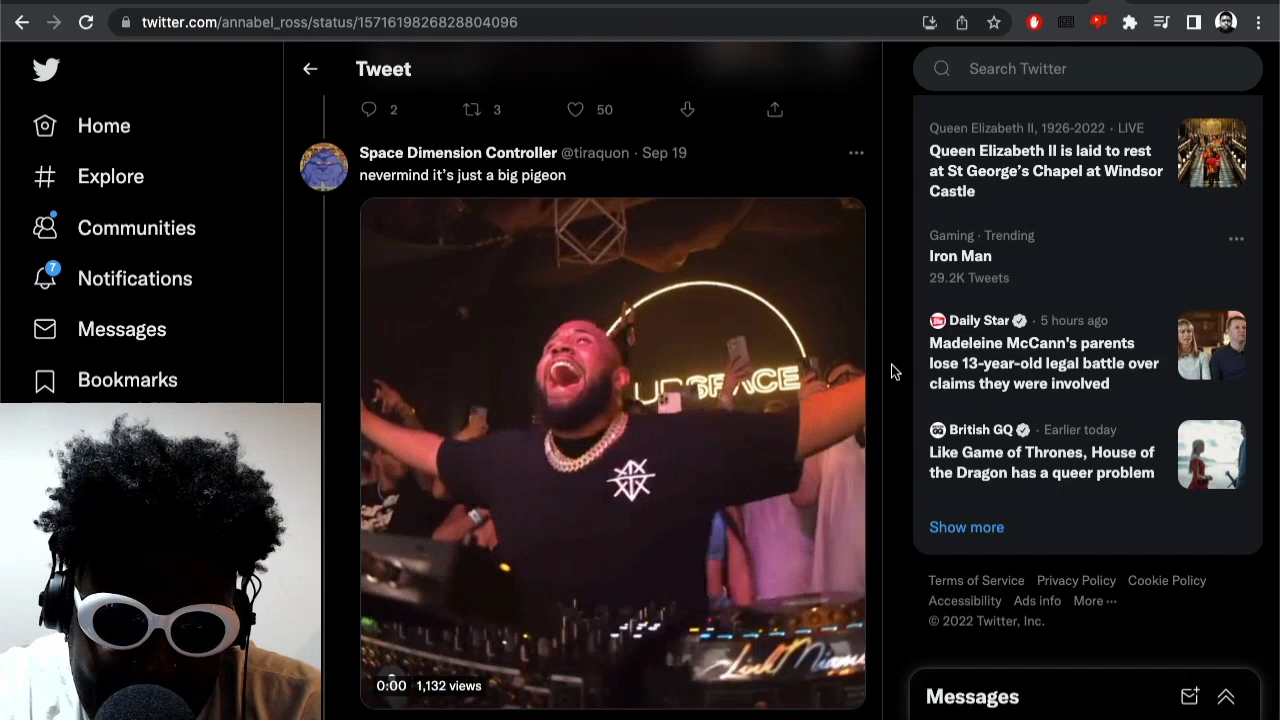 twitter.com/annabel_ross/status/1571619826828804096
Tweet
Search Twitter
Home
Explore
Communities
7
Notifications
Messages
Bookmarks
2 3 50
Space Dimension Controller @tiraquon · Sep 19
nevermind it’s just a big pigeon
SPACE
Link Miami
0:00 1,132 views
Queen Elizabeth II, 1926-2022 · LIVE
Queen Elizabeth II is laid to rest
at St George’s Chapel at Windsor
Castle
Gaming · Trending
Iron Man
29.2K Tweets
Daily Star · 5 hours ago
Madeleine McCann's parents
lose 13-year-old legal battle over
claims they were involved
British GQ · Earlier today
Like Game of Thrones, House of
the Dragon has a queer problem
Show more
Terms of Service Privacy Policy Cookie Policy
Accessibility Ads info More ···
© 2022 Twitter, Inc.
Messages